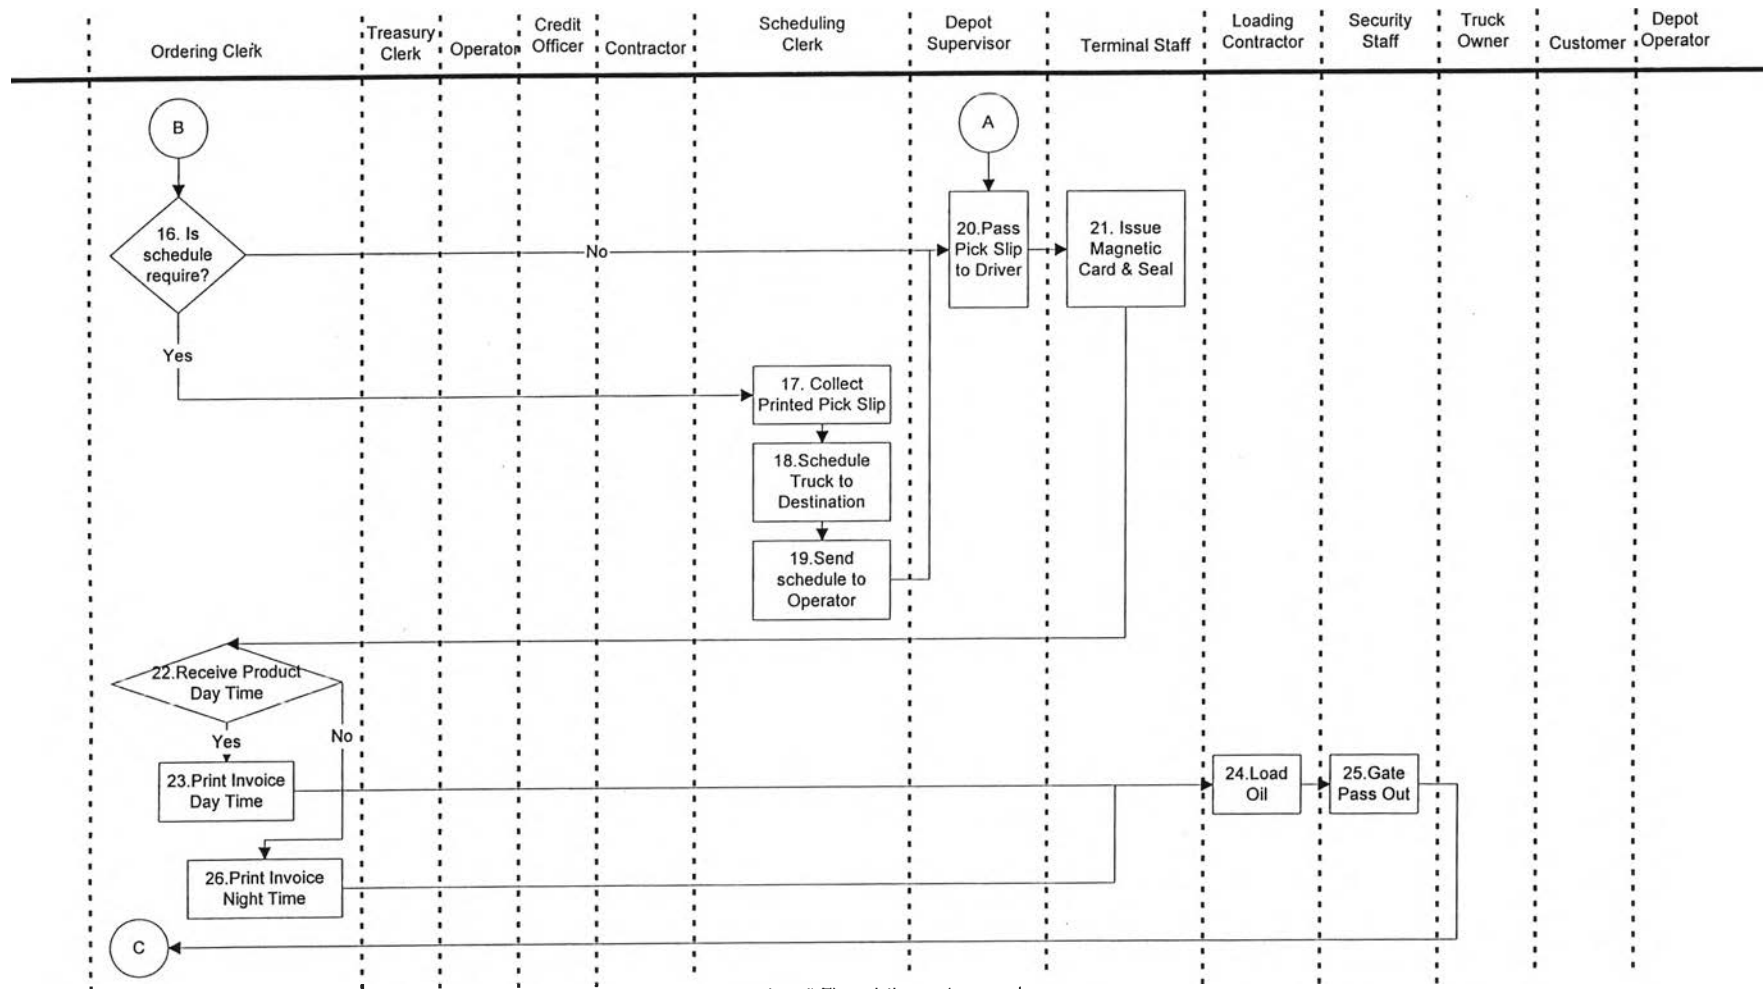 Ordering Clerk
Treasury
Clerk
Operator
Credit
Officer
Contractor
Scheduling
Clerk
Depot
Supervisor
Terminal Staff
Loading
Contractor
Security
Staff
Truck
Owner
Customer
Depot
Operator
B
A
16. Is
schedule
require?
No
20.Pass
Pick Slip
to Driver
21. Issue
Magnetic
Card & Seal
Yes
17. Collect
Printed Pick Slip
18.Schedule
Truck to
Destination
19.Send
schedule to
Operator
22.Receive Product
Day Time
Yes
No
23.Print Invoice
Day Time
24.Load
Oil
25.Gate
Pass Out
26.Print Invoice
Night Time
C